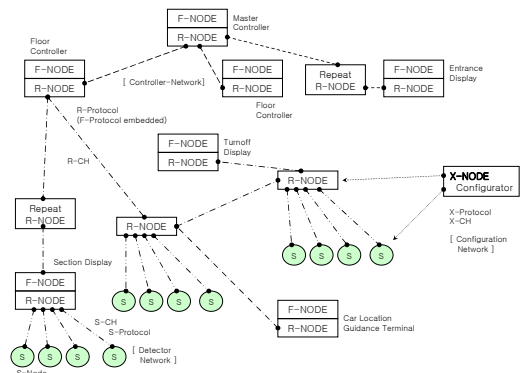 F-NODE
R-NODE
Master
Controller
Floor
Controller
F-NODE
R-NODE
[ Controller-Network]
F-NODE
R-NODE
Floor
Controller
Repeat
R-NODE
F-NODE
R-NODE
Entrance
Display
R-Protocol
(F-Protocol embedded)
R-CH
F-NODE
R-NODE
Turnoff
Display
R-NODE
X-NODE
Configurator
X-Protocol
X-CH
[ Configuration
Network ]
Repeat
R-NODE
R-NODE
S
S
S
S
Section Display
F-NODE
R-NODE
S
S
S
S
F-NODE
R-NODE
Car Location
Guidance Terminal
S-CH
S-Protocol
[ Detector
Network ]
S
S
S
S
S-Node